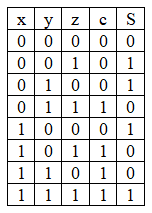 x y z c S
0 0 0 0 0
0 0 1 0 1
0 1 0 0 1
0 1 1 1 0
1 0 0 0 1
1 0 1 1 0
1 1 0 1 0
1 1 1 1 1